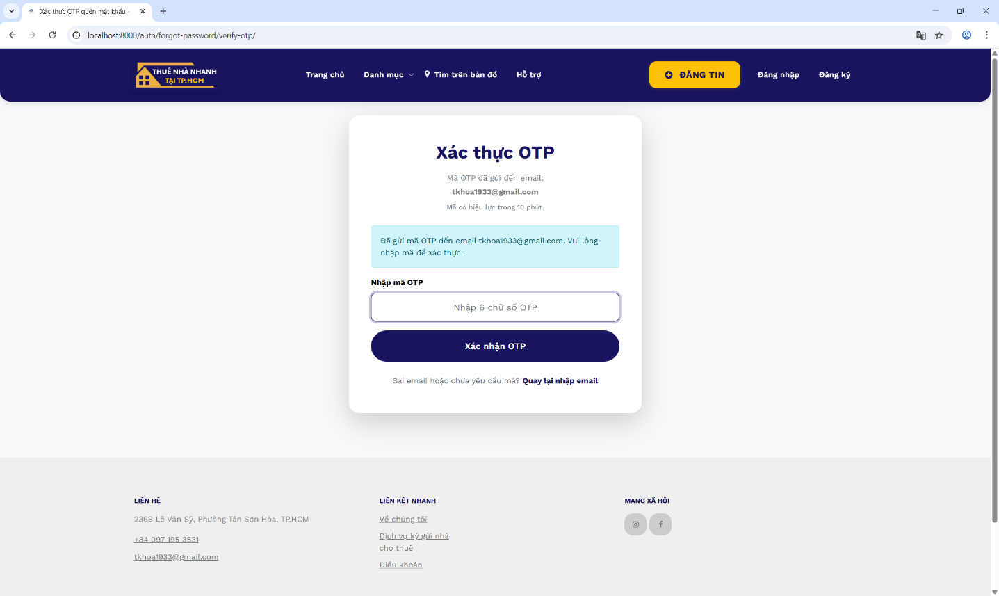 Xác thực OTP quên mật khẩu -
localhost:8000/auth/forgot-password/verify-otp/
THUÊ NHÀ NHANH
TẠI TP.HCM
Trang chủ
Danh mục
Tìm trên bản đồ
Hỗ trợ
ĐĂNG TIN
Đăng nhập
Đăng ký
Xác thực OTP
Mã OTP đã gửi đến email:
tkhoa1933@gmail.com
Mã có hiệu lực trong 10 phút.
Đã gửi mã OTP đến email tkhoa1933@gmail.com. Vui lòng
nhập mã để xác thực.
Nhập mã OTP
Nhập 6 chữ số OTP
Xác nhận OTP
Sai email hoặc chưa yêu cầu mã? Quay lại nhập email
LIÊN HỆ
236B Lê Văn Sỹ, Phường Tân Sơn Hòa, TP.HCM
+84 097 195 3531
tkhoa1933@gmail.com
LIÊN KẾT NHANH
Về chúng tôi
Dịch vụ ký gửi nhà
cho thuê
Điều khoản
MẠNG XÃ HỘI